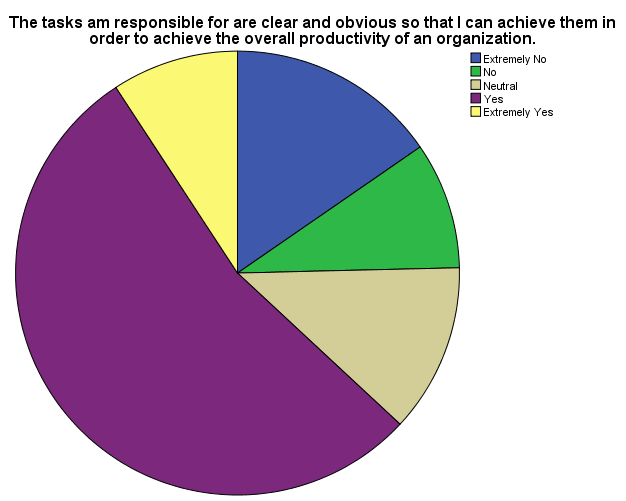 The tasks am responsible for are clear and obvious so that I can achieve them in
order to achieve the overall productivity of an organization.
Extremely No
No
Neutral
Yes
Extremely Yes